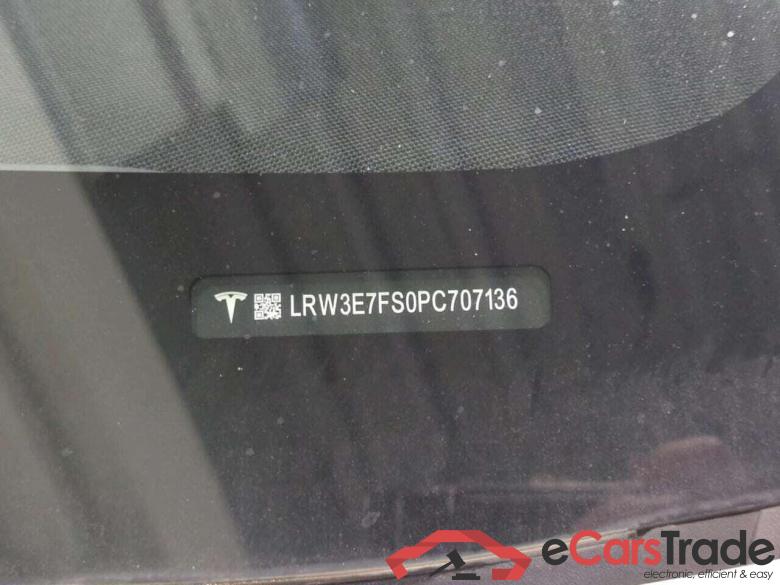 LRW3E7FS0PC707136
eCarsTrade
electronic, efficient & easy